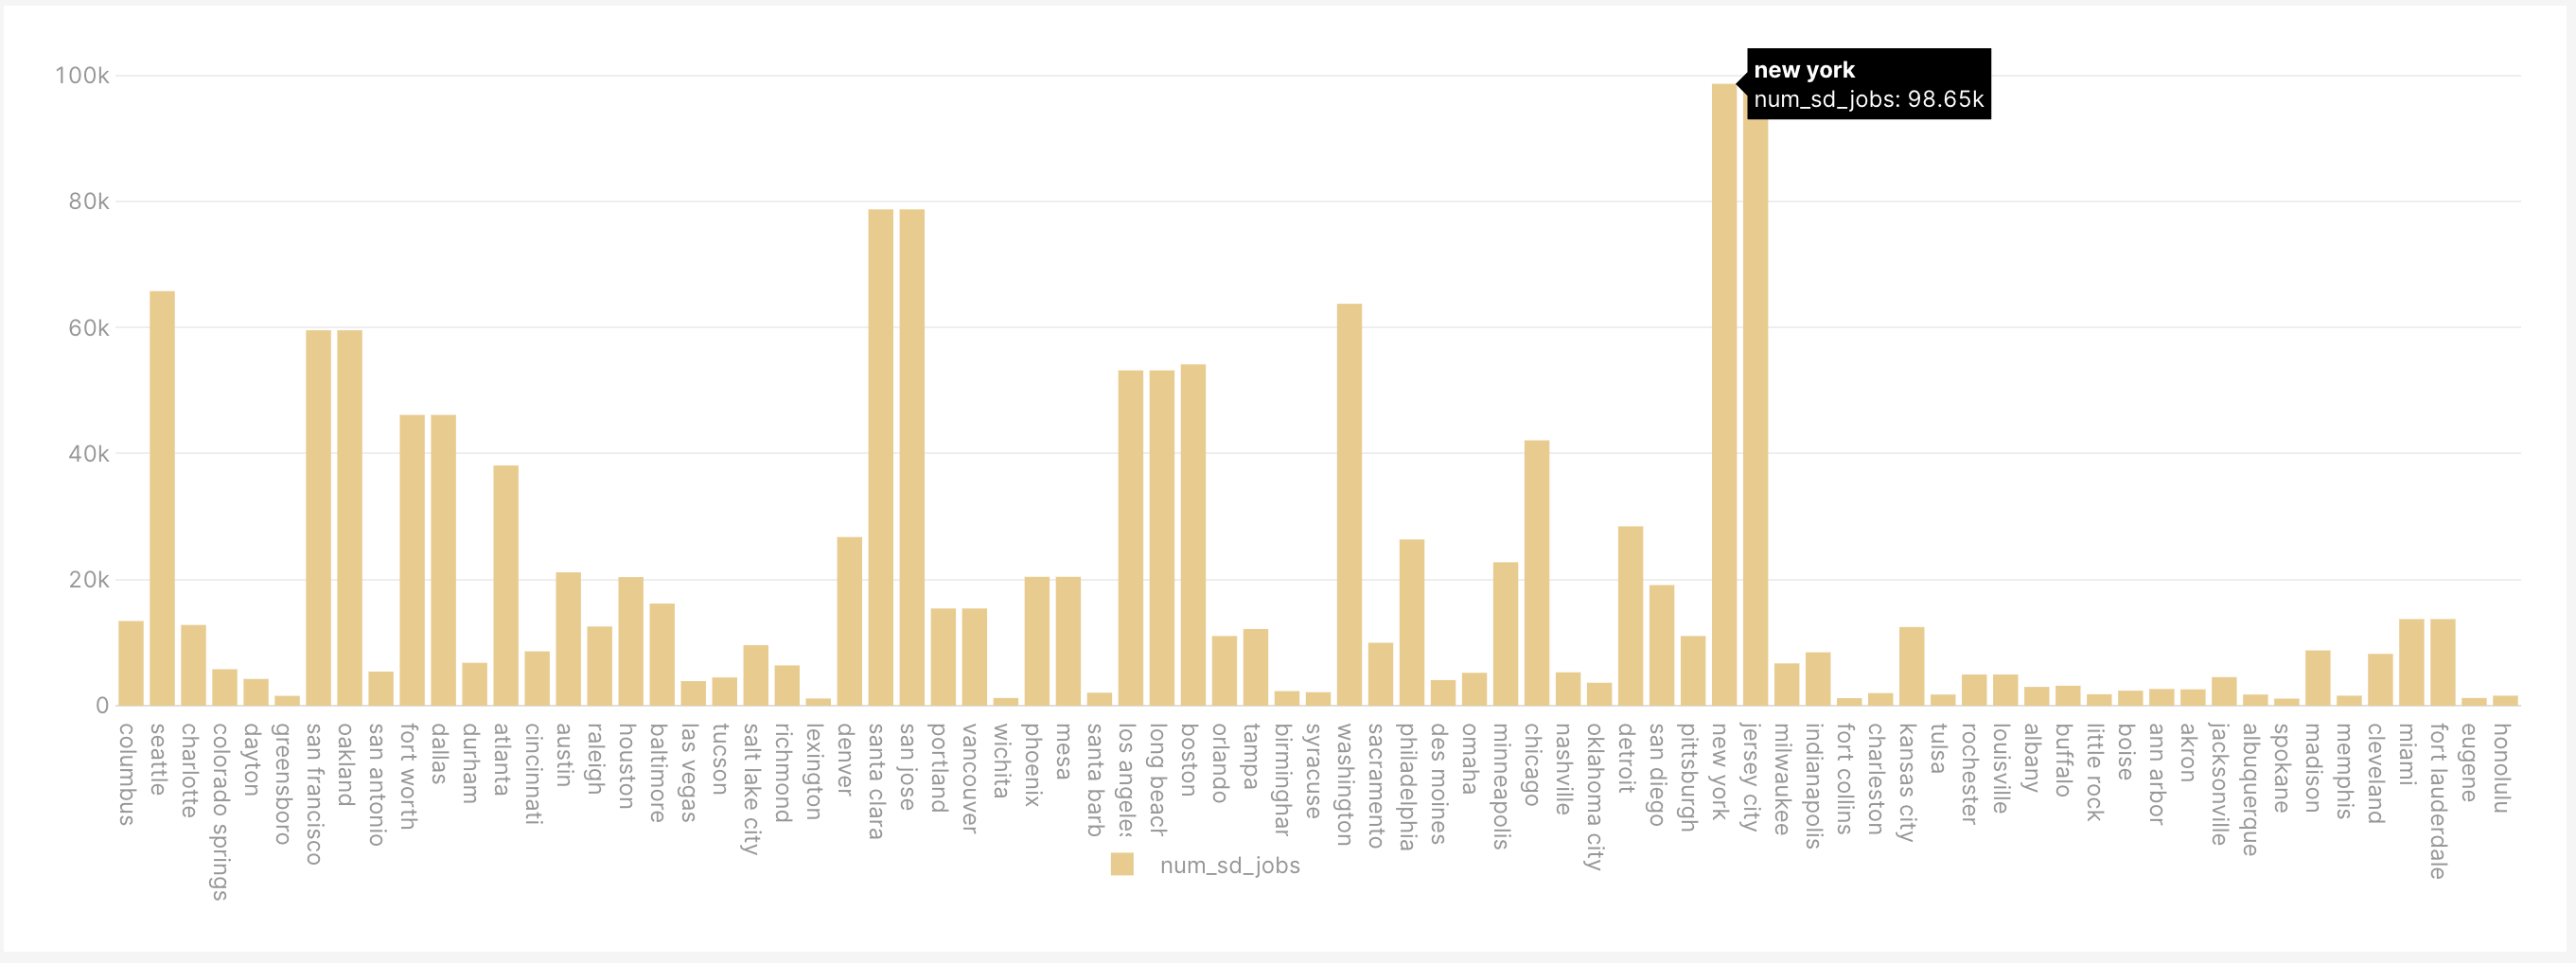 100k
80k
60k
40k
20k
0
new york
num_sd_jobs: 98.65k
columbus
seattle
charlotte
colorado springs
dayton
greensboro
san francisco
oakland
san antonio
fort worth
dallas
durham
atlanta
cincinnati
austin
raleigh
houston
baltimore
las vegas
tucson
salt lake city
richmond
lexington
denver
santa clara
san jose
portland
vancouver
wichita
phoenix
mesa
santa barb
los angeles
long beach
boston
orlando
tampa
birminghar
syracuse
washington
sacramento
philadelphia
des moines
omaha
minneapolis
chicago
nashville
oklahoma city
detroit
san diego
pittsburgh
new york
jersey city
milwaukee
indianapolis
fort collins
charleston
kansas city
tulsa
rochester
louisville
albany
buffalo
little rock
boise
ann arbor
akron
jacksonville
albuquerque
spokane
madison
memphis
cleveland
miami
fort lauderdale
eugene
honolulu
num_sd_jobs